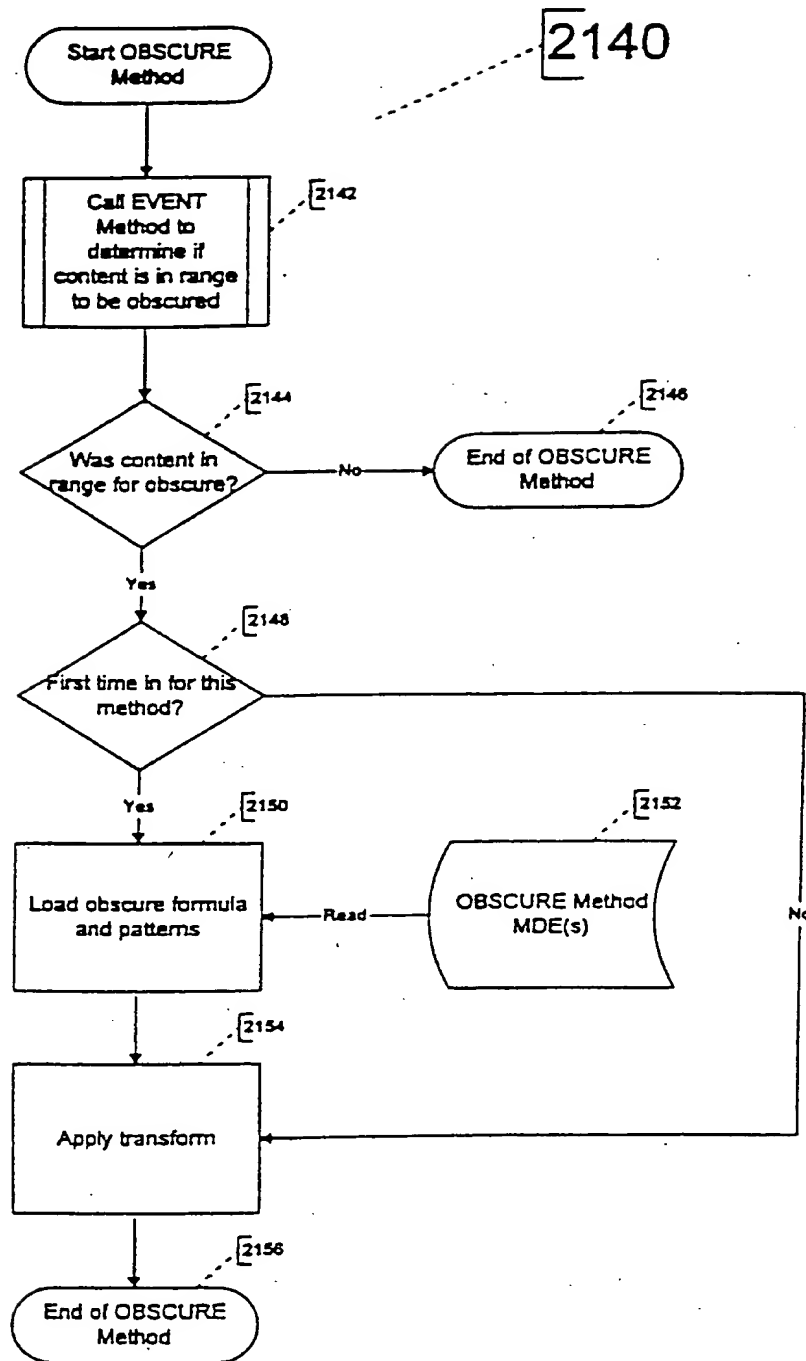 2140
Start OBSCURE
Method
2142
Call EVENT
Method to
determine if
content is in range
to be obscured
2144
2146
Was content in
range for obscure?
No
End of OBSCURE
Method
Yes
2148
First time in for this
method?
Yes
2150
2152
Load obscure formula
and patterns
Read
OBSCURE Method
MDE(s)
No
2154
Apply transform
2156
End of OBSCURE
Method